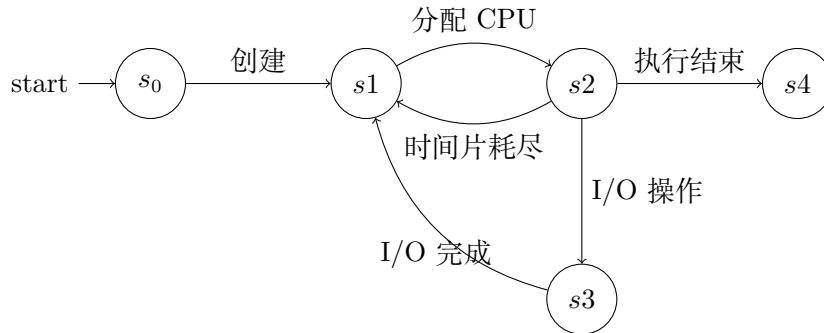 分配 CPU
start
s0
创建
s1
s2
执行结束
s4
时间片耗尽
I/O 操作
I/O 完成
s3